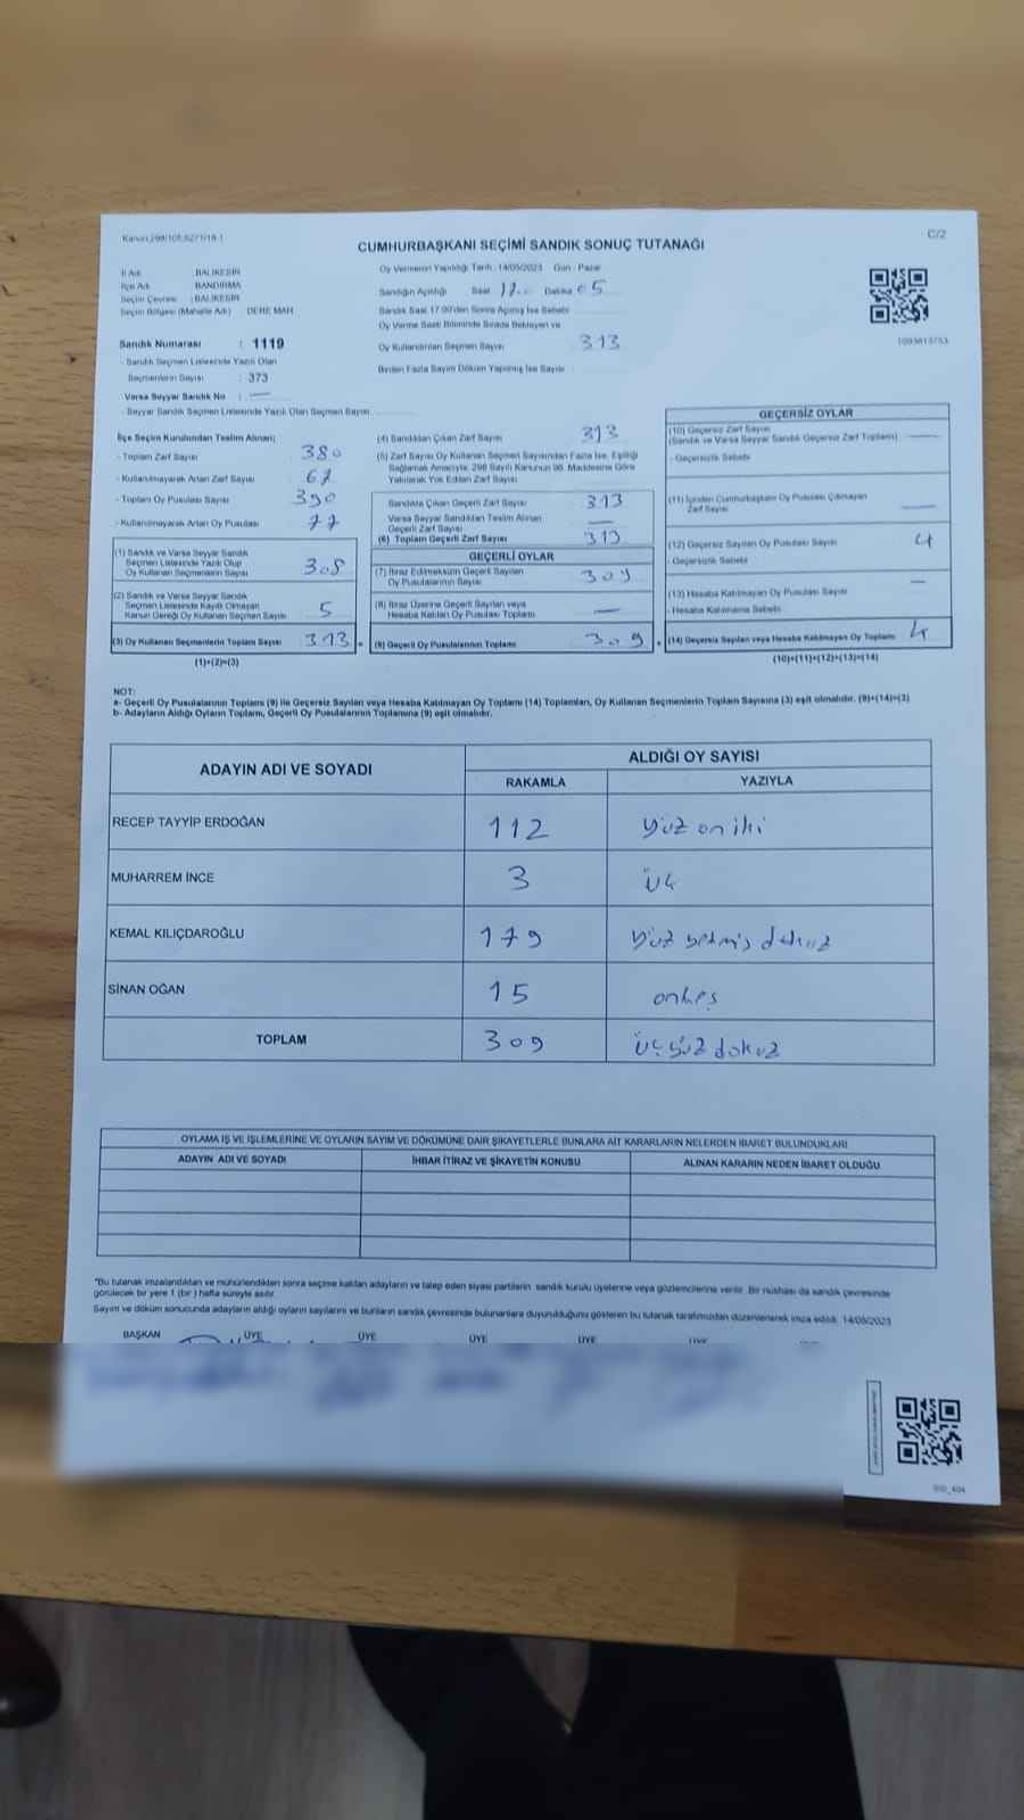 CUMHURBAŞKANI SEÇİMİ SANDIK SONUÇ TUTANAĞI
C/2
İl Adı : BALIKESİR
İlçe Adı : BANDIRMA
Seçim Çevresi : BALIKESİR
Seçim Bölgesi (Mahalle Adı) DERE MAH
Sandık Numarası : 1119
- Sandık Seçmen Listesinde Yazılı Olan
Seçmenlerin Sayısı : 373
Varsa Seyyar Sandık No : —
- Seyyar Sandık Seçmen Listesinde Yazılı Olan Seçmen Sayısı
Oy Vermenin Yapıldığı Tarih : 14/05/2023 Gün : Pazar
Sandığın Açıldığı Saat 17 Dakika 05
Sandık Saat 17.00'den Sonra Açılmış İse Sebebi
Oy Verme Saati Bitiminde Sırada Bekleyen ve
Oy Kullandırılan Seçmen Sayısı 313
Birden Fazla Sayım Döküm Yapılmış İse Sayısı
İlçe Seçim Kurulundan Teslim Alınan;
- Toplam Zarf Sayısı 380
- Kullanılmayarak Artan Zarf Sayısı 67
- Toplam Oy Pusulası Sayısı 390
- Kullanılmayarak Artan Oy Pusulası 77
(1) Sandık ve Varsa Seyyar Sandık
Seçmen Listesinde Yazılı Olup
Oy Kullanan Seçmenlerin Sayısı 308
(2) Sandık ve Varsa Seyyar Sandık
Seçmen Listesinde Kayıtlı Olmayan
Kanun Gereği Oy Kullanan Seçmen Sayısı 5
(3) Oy Kullanan Seçmenlerin Toplam Sayısı 313 =
(1)+(2)=(3)
(4) Sandıktan Çıkan Zarf Sayısı 313
(5) Zarf Sayısı Oy Kullanan Seçmen Sayısından Fazla İse, Eşitliği
Sağlamak Amacıyla, 298 Sayılı Kanunun 98. Maddesine Göre
Yakılarak Yok Edilen Zarf Sayısı
Sandıkta Çıkan Geçerli Zarf Sayısı 313
Varsa Seyyar Sandıktan Teslim Alınan
Geçerli Zarf Sayısı —
(6) Toplam Geçerli Zarf Sayısı 313
GEÇERLİ OYLAR
(7) İtiraz Edilmeksizin Geçerli Sayılan
Oy Pusulalarının Sayısı 309
(8) İtiraz Üzerine Geçerli Sayılan veya
Hesaba Katılan Oy Pusulası Toplamı —
(9) Geçerli Oy Pusulalarının Toplamı 309 +
GEÇERSİZ OYLAR
(10) Geçersiz Zarf Sayısı
(Sandık ve Varsa Seyyar Sandık Geçersiz Zarf Toplamı) —
- Geçersizlik Sebebi
(11) İçinden Cumhurbaşkanı Oy Pusulası Çıkmayan
Zarf Sayısı —
(12) Geçersiz Sayılan Oy Pusulası Sayısı 4
- Geçersizlik Sebebi
(13) Hesaba Katılmayan Oy Pusulası Sayısı —
- Hesaba Katılmama Sebebi
(14) Geçersiz Sayılan veya Hesaba Katılmayan Oy Toplamı 4
(10)+(11)+(12)+(13)=(14)
NOT:
a- Geçerli Oy Pusulalarının Toplamı (9) ile Geçersiz Sayılan veya Hesaba Katılmayan Oy Toplamı (14) Toplamları, Oy Kullanan Seçmenlerin Toplam Sayısına (3) eşit olmalıdır. (9)+(14)=(3)
b- Adayların Aldığı Oyların Toplamı, Geçerli Oy Pusulalarının Toplamına (9) eşit olmalıdır.
ADAYIN ADI VE SOYADI
ALDIĞI OY SAYISI
RAKAMLA YAZIYLA
RECEP TAYYİP ERDOĞAN 112 yüz on iki
MUHARREM İNCE 3 üç
KEMAL KILIÇDAROĞLU 179 yüz yetmiş dokuz
SİNAN OĞAN 15 onbeş
TOPLAM 309 üçyüz dokuz
OYLAMA İŞ VE İŞLEMLERİNE VE OYLARIN SAYIM VE DÖKÜMÜNE DAİR ŞİKAYETLERLE BUNLARA AİT KARARLARIN NELERDEN İBARET BULUNDUKLARI
ADAYIN ADI VE SOYADI İHBAR İTİRAZ VE ŞİKAYETİN KONUSU ALINAN KARARIN NEDEN İBARET OLDUĞU
"Bu tutanak imzalandıktan ve mühürlendikten sonra seçime katılan adayların ve talep eden siyasi partilerin sandık kurulu üyelerine veya gözlemcilerine verilir. Bir nüshası da sandık çevresinde
görülecek bir yere 1 (bir) hafta süreyle asılır.
Sayım ve döküm sonucunda adayların aldığı oyların sayılarını ve bunların sandık çevresinde bulunanlara duyurulduğunu gösteren bu tutanak tarafımızdan düzenlenerek imza edildi. 14/05/2023
BAŞKAN ÜYE ÜYE ÜYE ÜYE